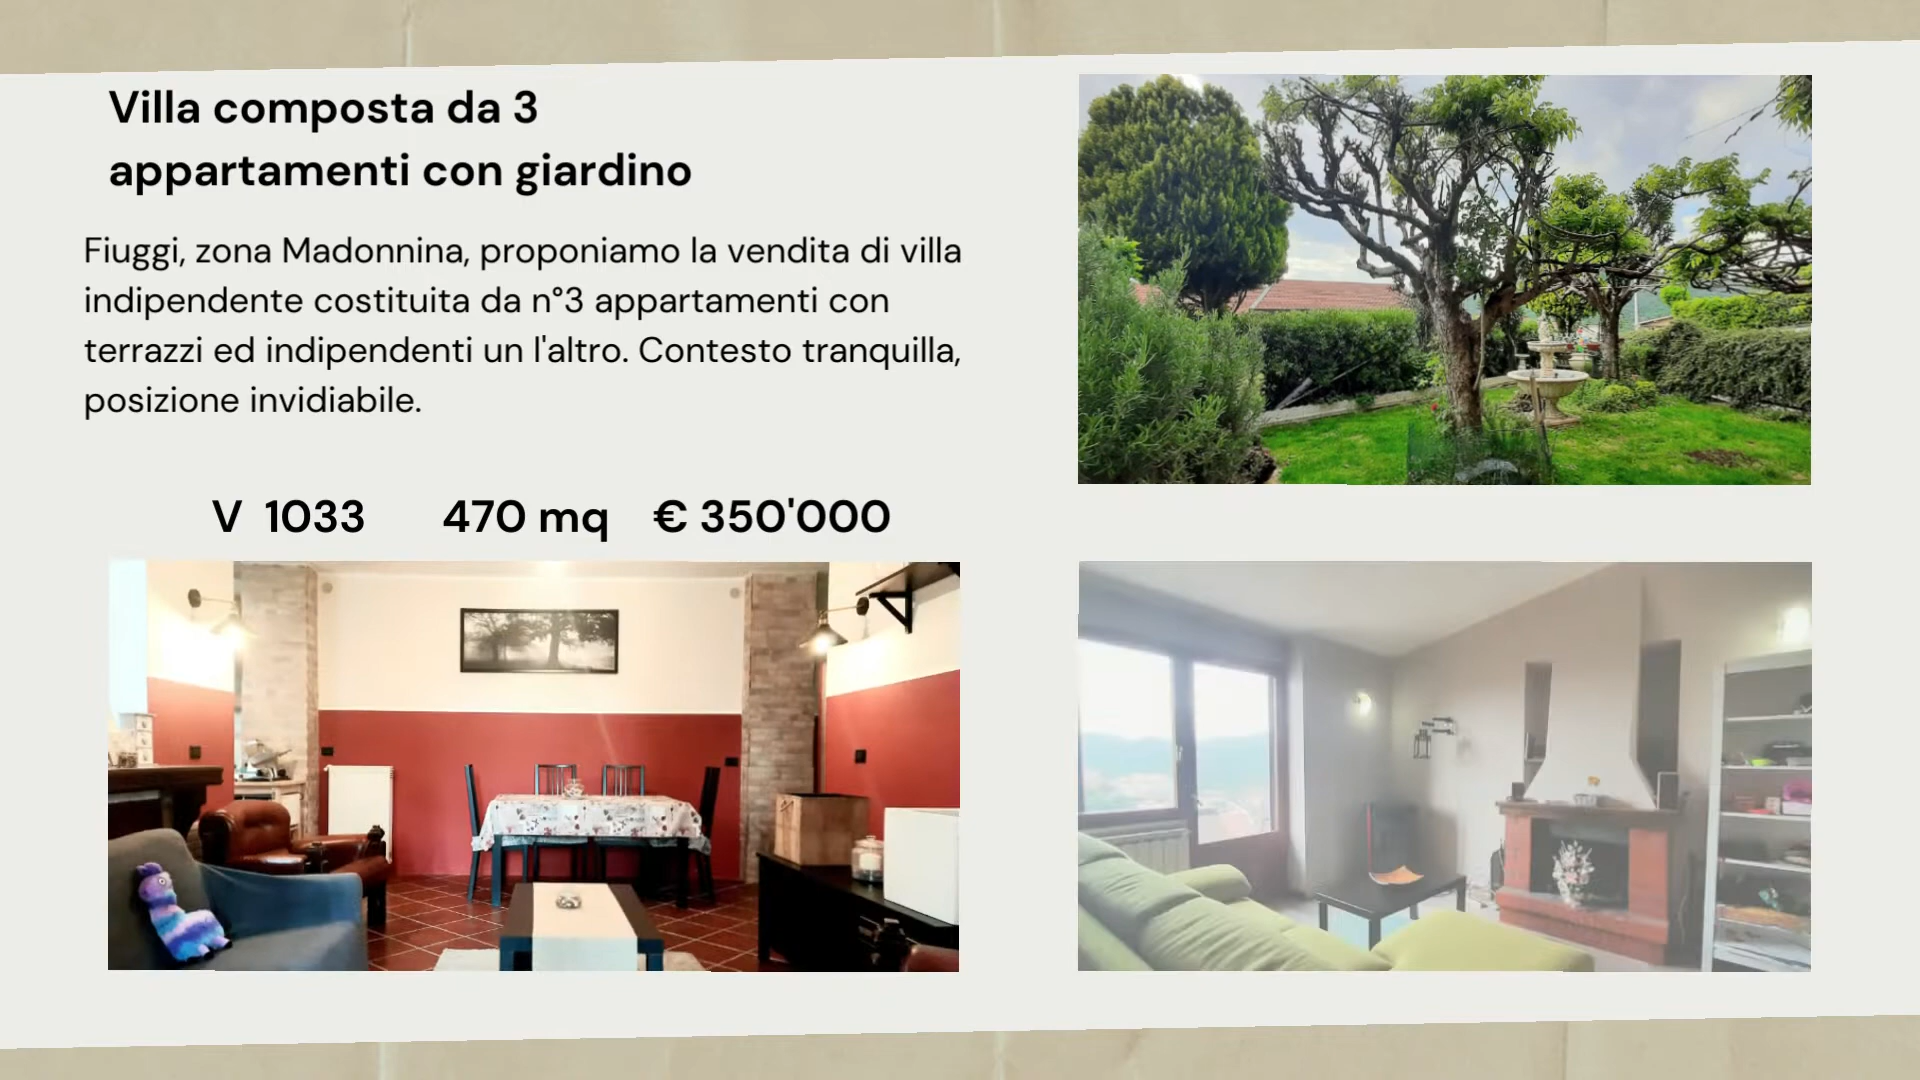 Villa composta da 3
appartamenti con giardino
Fiuggi, zona Madonnina, proponiamo la vendita di villa
indipendente costituita da n°3 appartamenti con
terrazzi ed indipendenti un l'altro. Contesto tranquilla,
posizione invidiabile.
V 1033 470 mq € 350'000